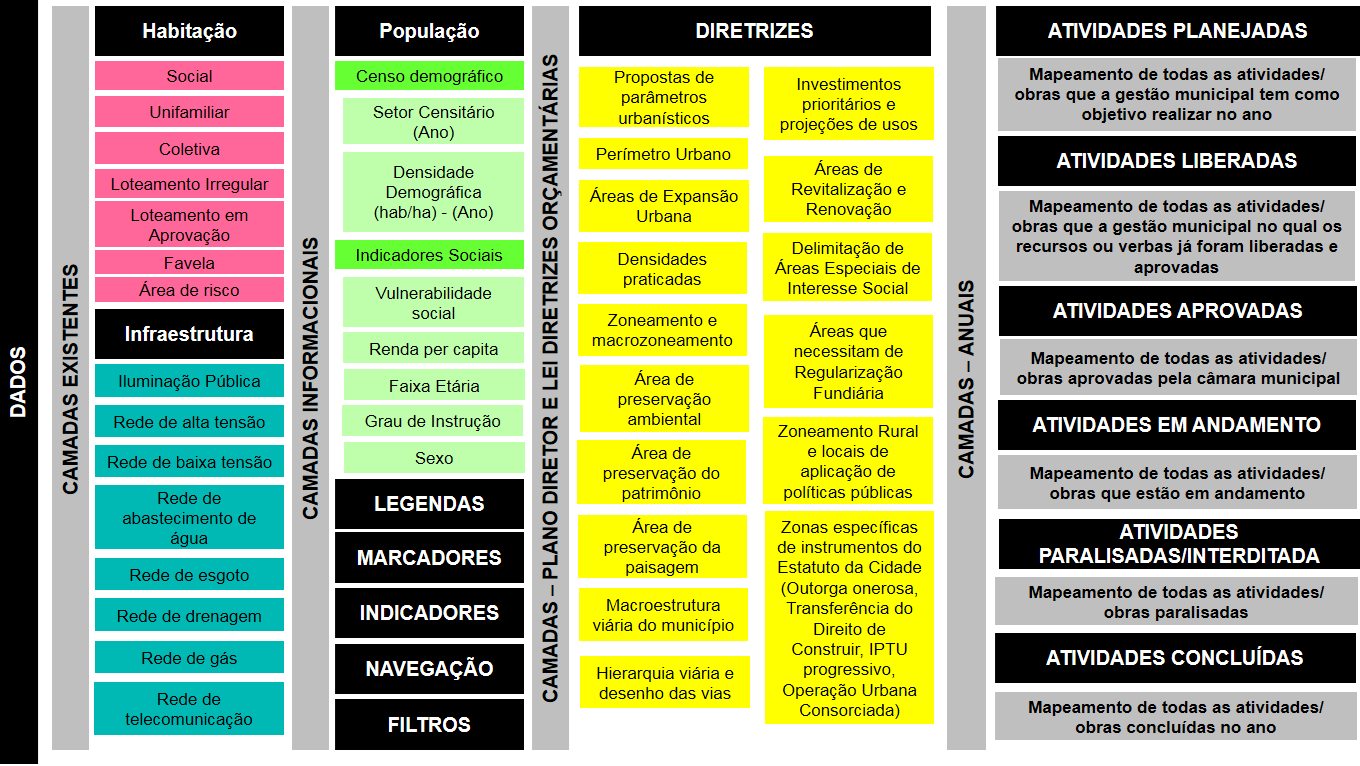 DADOS
CAMADAS EXISTENTES
Habitação
Social
Unifamiliar
Coletiva
Loteamento Irregular
Loteamento em
Aprovação
Favela
Área de risco
Infraestrutura
Iluminação Pública
Rede de alta tensão
Rede de baixa tensão
Rede de
abastecimento de
água
Rede de esgoto
Rede de drenagem
Rede de gás
Rede de
telecomunicação
CAMADAS INFORMACIONAIS
População
Censo demográfico
Setor Censitário
(Ano)
Densidade
Demográfica
(hab/ha) - (Ano)
Indicadores Sociais
Vulnerabilidade
social
Renda per capita
Faixa Etária
Grau de Instrução
Sexo
LEGENDAS
MARCADORES
INDICADORES
NAVEGAÇÃO
FILTROS
CAMADAS – PLANO DIRETOR E LEI DIRETRIZES ORÇAMENTÁRIAS
DIRETRIZES
Propostas de
parâmetros
urbanísticos
Perímetro Urbano
Áreas de Expansão
Urbana
Densidades
praticadas
Zoneamento e
macrozoneamento
Área de
preservação
ambiental
Área de
preservação do
patrimônio
Área de
preservação da
paisagem
Macroestrutura
viária do município
Hierarquia viária e
desenho das vias
Investimentos
prioritários e
projeções de usos
Áreas de
Revitalização e
Renovação
Delimitação de
Áreas Especiais de
Interesse Social
Áreas que
necessitam de
Regularização
Fundiária
Zoneamento Rural
e locais de
aplicação de
políticas públicas
Zonas específicas
de instrumentos do
Estatuto da Cidade
(Outorga onerosa,
Transferência do
Direito de
Construir, IPTU
progressivo,
Operação Urbana
Consorciada)
CAMADAS – ANUAIS
ATIVIDADES PLANEJADAS
Mapeamento de todas as atividades/
obras que a gestão municipal tem como
objetivo realizar no ano
ATIVIDADES LIBERADAS
Mapeamento de todas as atividades/
obras que a gestão municipal no qual os
recursos ou verbas já foram liberadas e
aprovadas
ATIVIDADES APROVADAS
Mapeamento de todas as atividades/
obras aprovadas pela câmara municipal
ATIVIDADES EM ANDAMENTO
Mapeamento de todas as atividades/
obras que estão em andamento
ATIVIDADES
PARALISADAS/INTERDITADA
Mapeamento de todas as atividades/
obras paralisadas
ATIVIDADES CONCLUÍDAS
Mapeamento de todas as atividades/
obras concluídas no ano